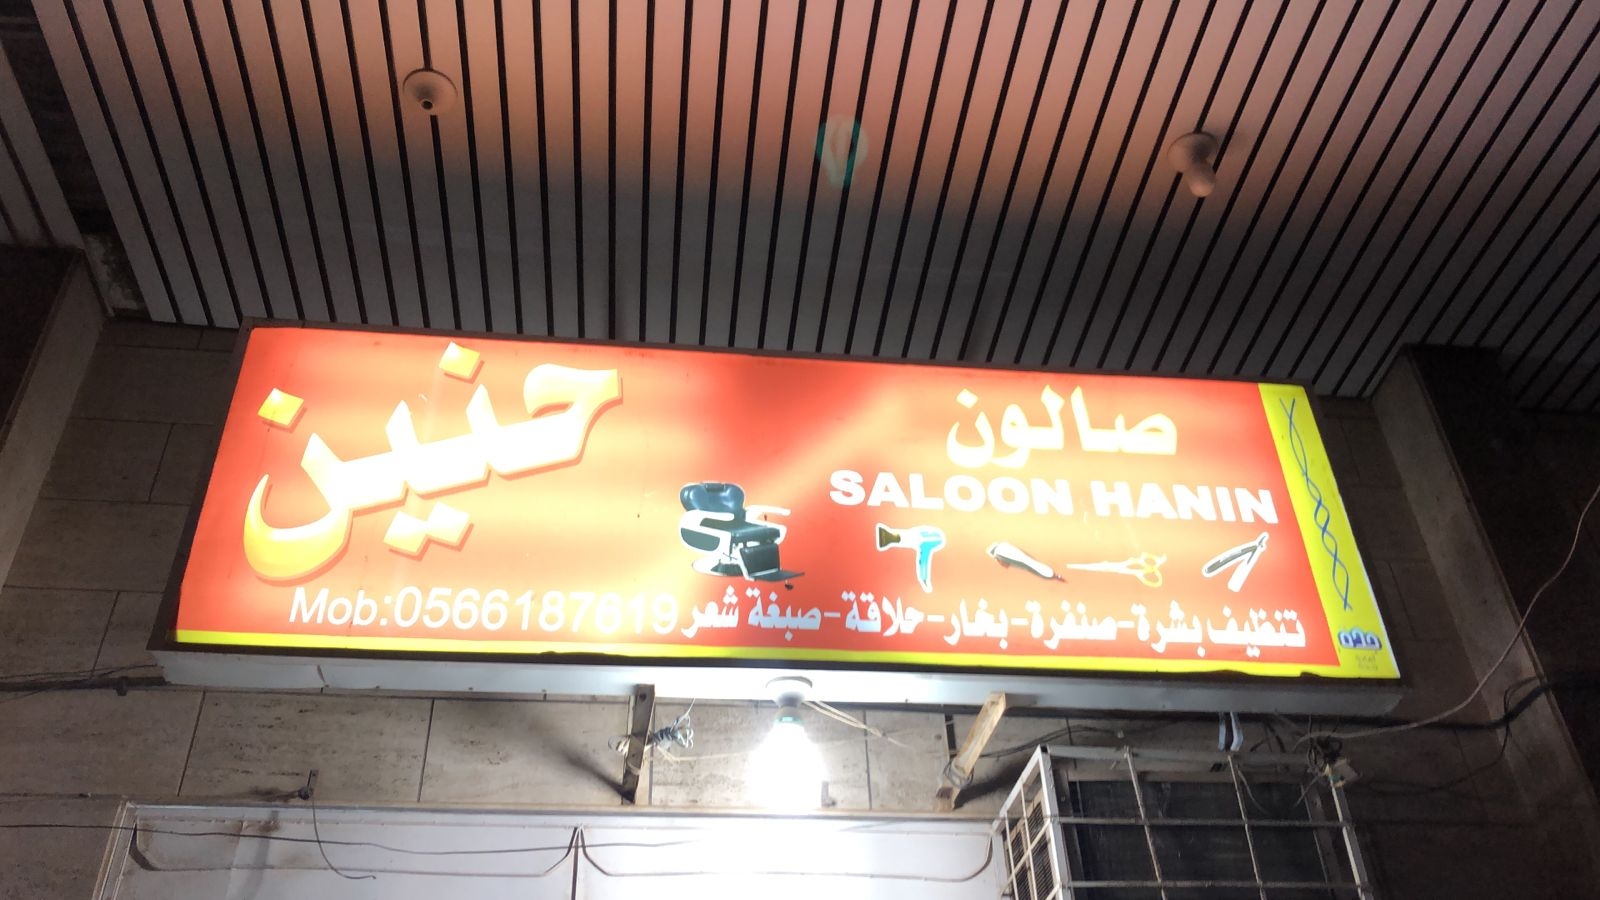 صالون
حنين
SALOON HANIN
تنظيف بشرة-صنفرة-بخار-حلاقة-صبغة شعر
Mob:0566187619